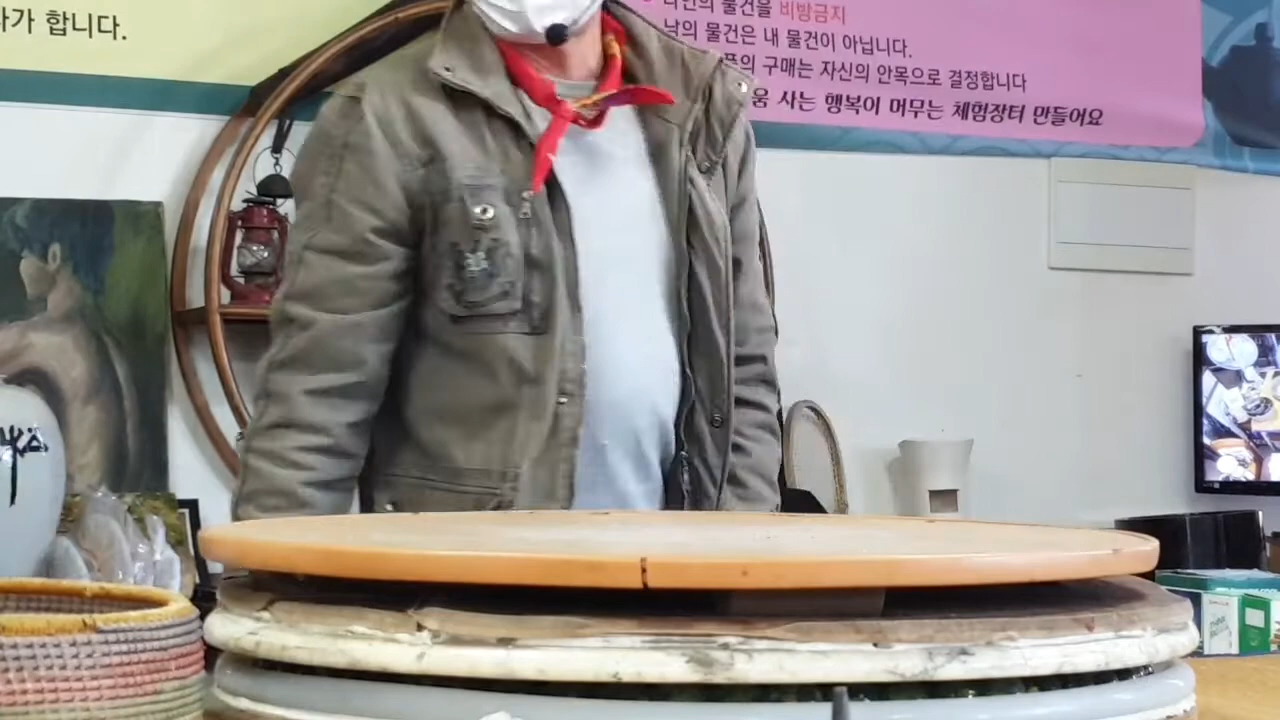 가 합니다.
타인의 물건을 비방금지
남의 물건은 내 물건이 아닙니다.
의 구매는 자신의 안목으로 결정합니다
사는 행복이 머무는 체험장터 만들어요